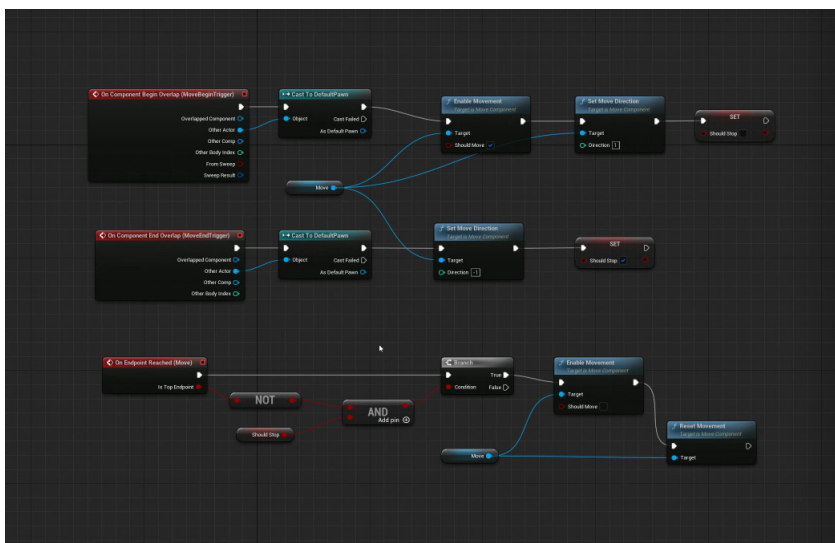 On Component Begin Overlap (MoveBeginTrigger)
Overlapped Component
Other Actor
Other Comp
Other Body Index
From Sweep
Sweep Result
Cast To DefaultPawn
Object
Cast Failed
As Default Pawn
Enable Movement
Target is Move Component
Target
Should Move
Set Move Direction
Target is Move Component
Target
Direction 1
SET
Should Stop
Move
On Component End Overlap (MoveEndTrigger)
Overlapped Component
Other Actor
Other Comp
Other Body Index
Cast To DefaultPawn
Object
Cast Failed
As Default Pawn
Set Move Direction
Target is Move Component
Target
Direction -1
SET
Should Stop
On Endpoint Reached (Move)
Is Top Endpoint
NOT
Should Stop
AND
Add pin
Branch
True
Condition
False
Enable Movement
Target is Move Component
Target
Should Move
Move
Reset Movement
Target is Move Component
Target